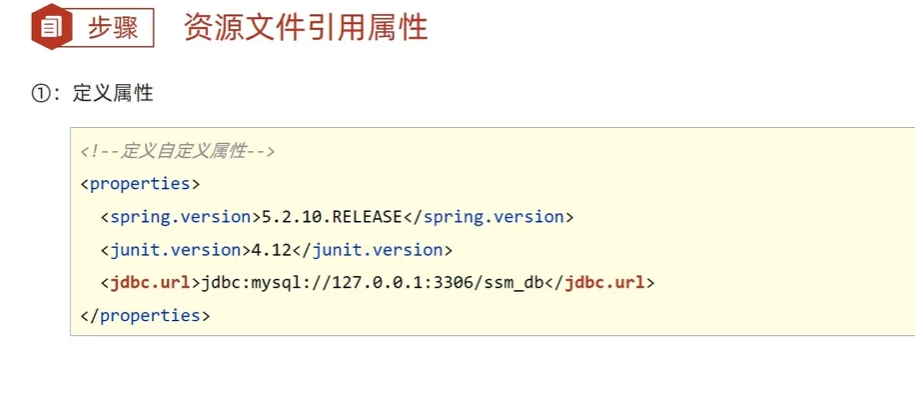 步骤 资源文件引用属性
①：定义属性
<!--定义自定义属性-->
<properties>
<spring.version>5.2.10.RELEASE</spring.version>
<junit.version>4.12</junit.version>
<jdbc.url>jdbc:mysql://127.0.0.1:3306/ssm_db</jdbc.url>
</properties>